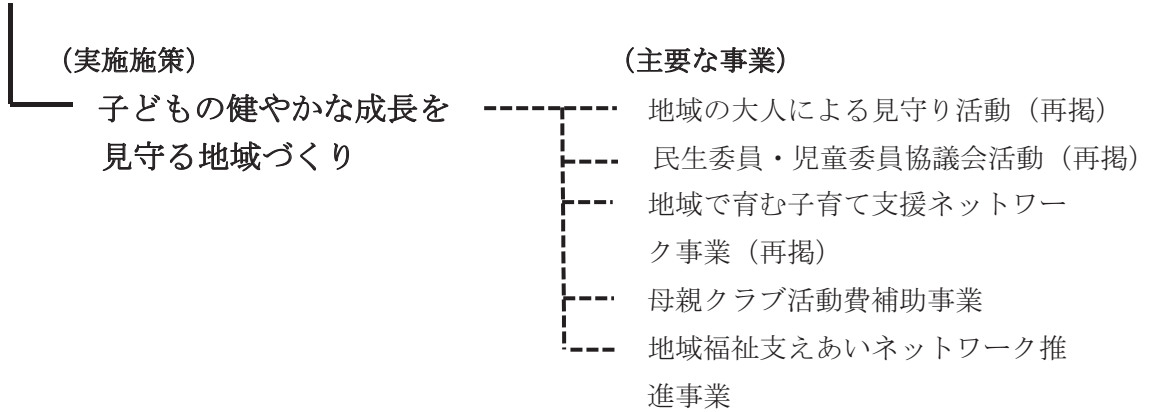 （実施施策）
（主要な事業）
子どもの健やかな成長を
見守る地域づくり
地域の大人による見守り活動（再掲）
民生委員・児童委員協議会活動（再掲）
地域で育む子育て支援ネットワー
ク事業（再掲）
母親クラブ活動費補助事業
地域福祉支えあいネットワーク推
進事業